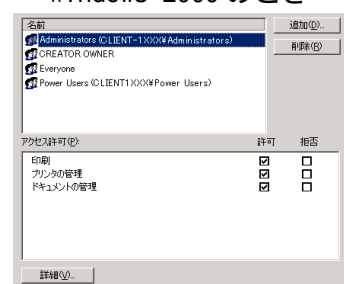 Windows 2000 のとき
名前
追加(D)...
Administrators (CLIENT-1XXX¥Administrators)
削除(R)
CREATOR OWNER
Everyone
Power Users (CLIENT1XXX¥Power Users)
アクセス許可(P):
許可
拒否
印刷
プリンタの管理
ドキュメントの管理
詳細(V)...